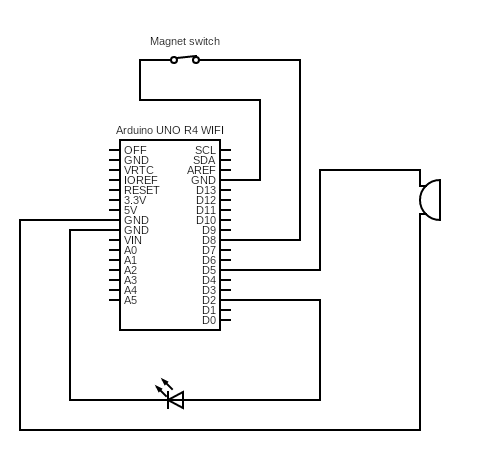 Magnet switch
Arduino UNO R4 WIFI
OFF SCL
GND SDA
VRTC AREF
IOREF GND
RESET D13
3.3V D12
5V D11
GND D10
GND D9
VIN D8
A0 D7
A1 D6
A2 D5
A3 D4
A4 D3
A5 D2
D1
D0